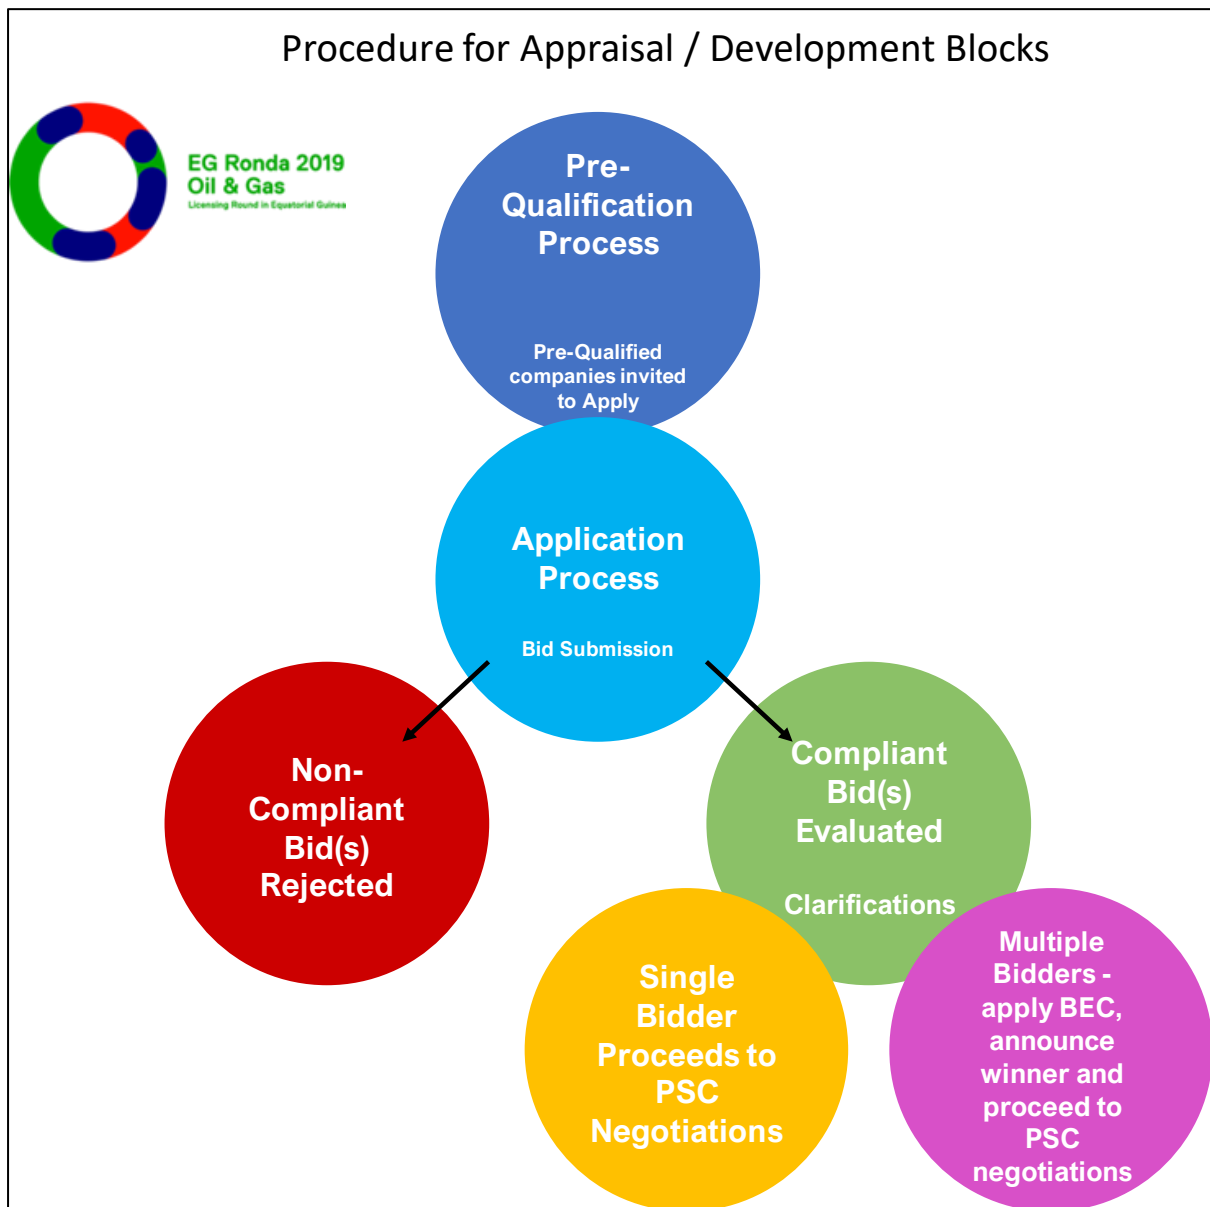 Procedure for Appraisal / Development Blocks
EG Ronda 2019
Oil & Gas
Licensing Round in Equatorial Guinea
Pre-
Qualification
Process
Pre-Qualified
companies invited
to Apply
Application
Process
Bid Submission
Non-
Compliant
Bid(s)
Rejected
Compliant
Bid(s)
Evaluated
Clarifications
Single
Bidder
Proceeds to
PSC
Negotiations
Multiple
Bidders -
apply BEC,
announce
winner and
proceed to
PSC
negotiations